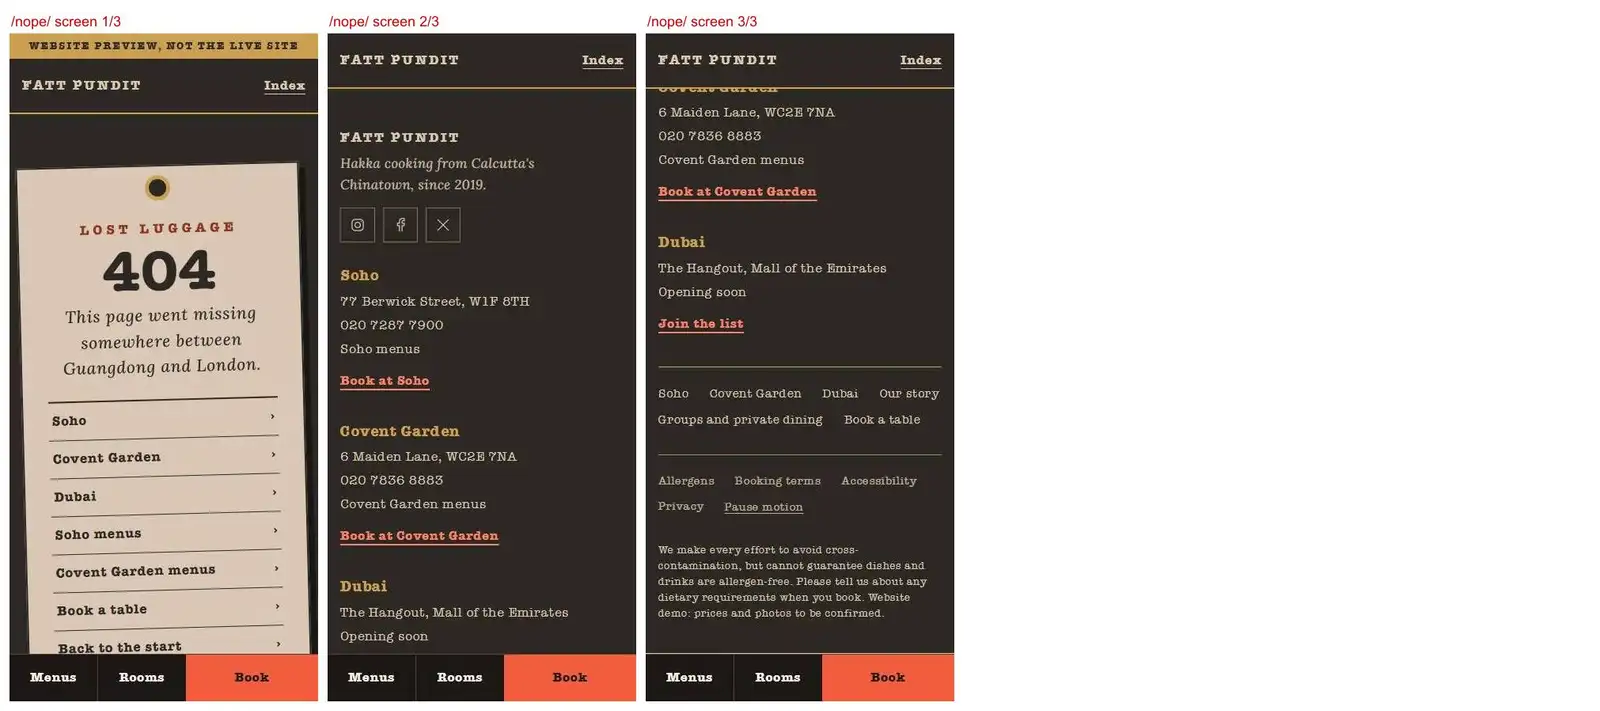 /nope/ screen 1/3
WEBSITE PREVIEW, NOT THE LIVE SITE
FATT PUNDIT
Index
LOST LUGGAGE
404
This page went missing
somewhere between
Guangdong and London.
Soho
Covent Garden
Dubai
Soho menus
Covent Garden menus
Book a table
Back to the start
Menus
Rooms
Book
/nope/ screen 2/3
FATT PUNDIT
Index
FATT PUNDIT
Hakka cooking from Calcutta's
Chinatown, since 2019.
Soho
77 Berwick Street, W1F 8TH
020 7287 7900
Soho menus
Book at Soho
Covent Garden
6 Maiden Lane, WC2E 7NA
020 7836 8883
Covent Garden menus
Book at Covent Garden
Dubai
The Hangout, Mall of the Emirates
Opening soon
Menus
Rooms
Book
/nope/ screen 3/3
FATT PUNDIT
Index
Covent Garden
6 Maiden Lane, WC2E 7NA
020 7836 8883
Covent Garden menus
Book at Covent Garden
Dubai
The Hangout, Mall of the Emirates
Opening soon
Join the list
Soho Covent Garden Dubai Our story
Groups and private dining Book a table
Allergens Booking terms Accessibility
Privacy Pause motion
We make every effort to avoid cross-
contamination, but cannot guarantee dishes and
drinks are allergen-free. Please tell us about any
dietary requirements when you book. Website
demo: prices and photos to be confirmed.
Menus
Rooms
Book